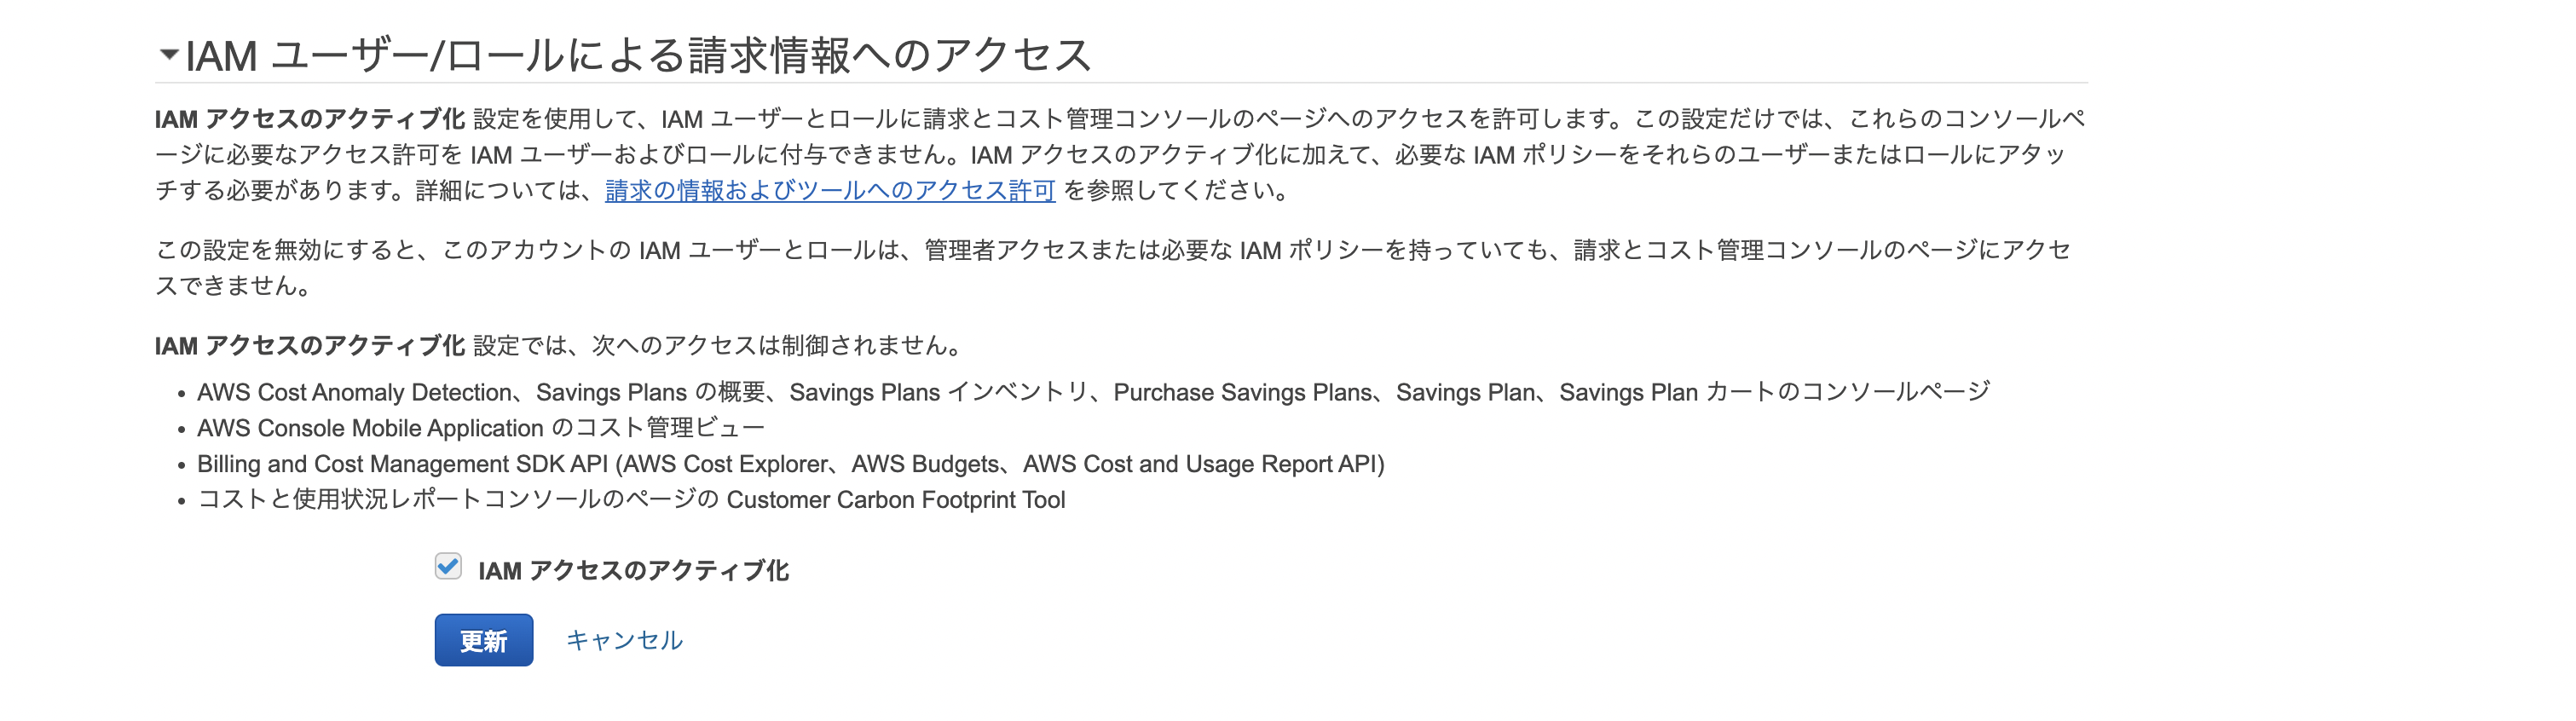 IAM ユーザー/ロールによる請求情報へのアクセス
IAM アクセスのアクティブ化 設定を使用して、IAM ユーザーとロールに請求とコスト管理コンソールのページへのアクセスを許可します。この設定だけでは、これらのコンソールペ
ージに必要なアクセス許可を IAM ユーザーおよびロールに付与できません。IAM アクセスのアクティブ化に加えて、必要な IAM ポリシーをそれらのユーザーまたはロールにアタッ
チする必要があります。詳細については、請求の情報およびツールへのアクセス許可 を参照してください。
この設定を無効にすると、このアカウントの IAM ユーザーとロールは、管理者アクセスまたは必要な IAM ポリシーを持っていても、請求とコスト管理コンソールのページにアクセ
スできません。
IAM アクセスのアクティブ化 設定では、次へのアクセスは制御されません。
• AWS Cost Anomaly Detection、Savings Plans の概要、Savings Plans インベントリ、Purchase Savings Plans、Savings Plan、Savings Plan カートのコンソールページ
• AWS Console Mobile Application のコスト管理ビュー
• Billing and Cost Management SDK API (AWS Cost Explorer、AWS Budgets、AWS Cost and Usage Report API)
• コストと使用状況レポートコンソールのページの Customer Carbon Footprint Tool
IAM アクセスのアクティブ化
更新 キャンセル